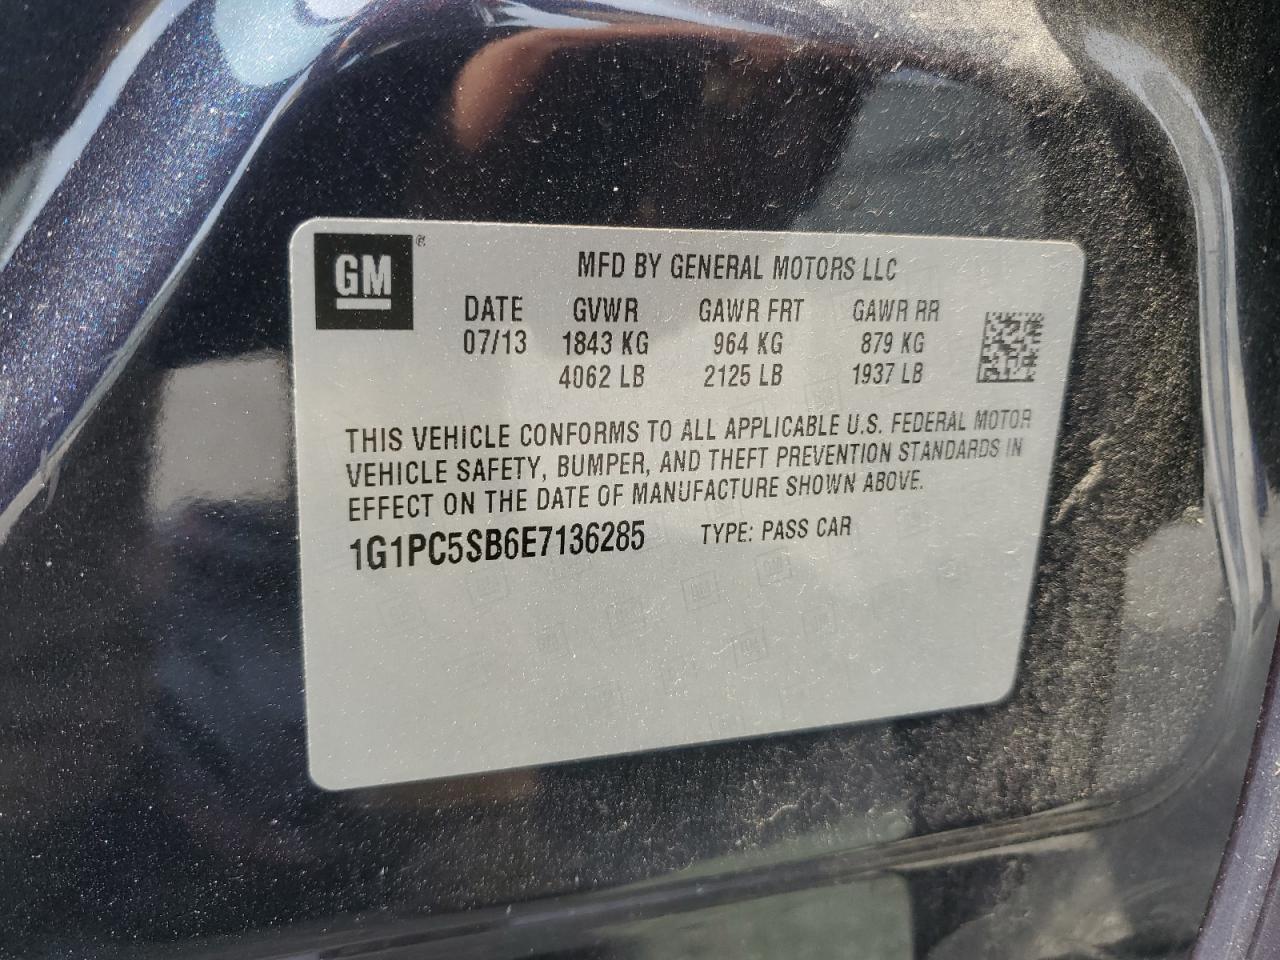 GM ®
MFD BY GENERAL MOTORS LLC
DATE GVWR GAWR FRT GAWR RR
07/13 1843 KG 964 KG 879 KG
4062 LB 2125 LB 1937 LB
THIS VEHICLE CONFORMS TO ALL APPLICABLE U.S. FEDERAL MOTOR
VEHICLE SAFETY, BUMPER, AND THEFT PREVENTION STANDARDS IN
EFFECT ON THE DATE OF MANUFACTURE SHOWN ABOVE.
1G1PC5SB6E7136285 TYPE: PASS CAR